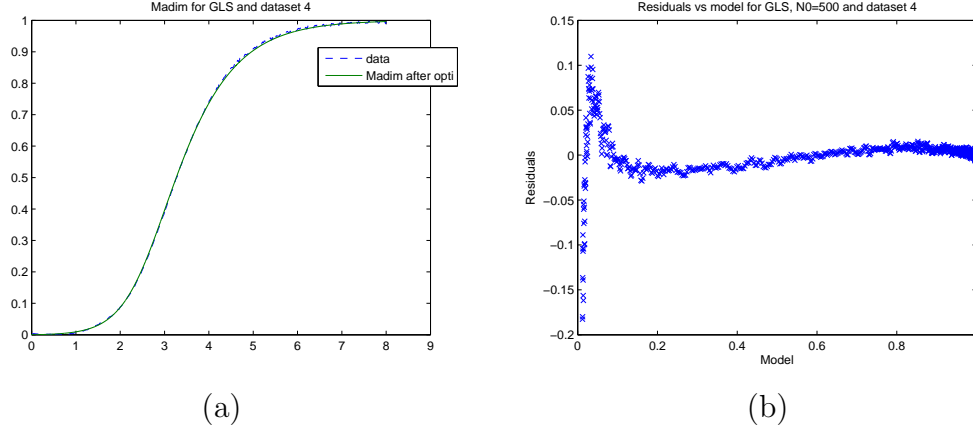 Madim for GLS and dataset 4
1
0.9
0.8
0.7
0.6
0.5
0.4
0.3
0.2
0.1
0
0 1 2 3 4 5 6 7 8 9
data
Madim after opti
(a)
Residuals vs model for GLS, N0=500 and dataset 4
Residuals
0.15
0.1
0.05
0
−0.05
−0.1
−0.15
−0.2
0 0.2 0.4 0.6 0.8
Model
(b)